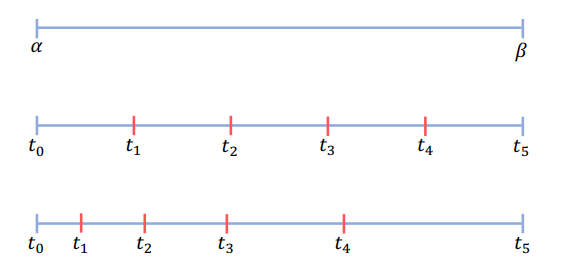 α β
t₀ t₁ t₂ t₃ t₄ t₅
t₀ t₁ t₂ t₃ t₄ t₅